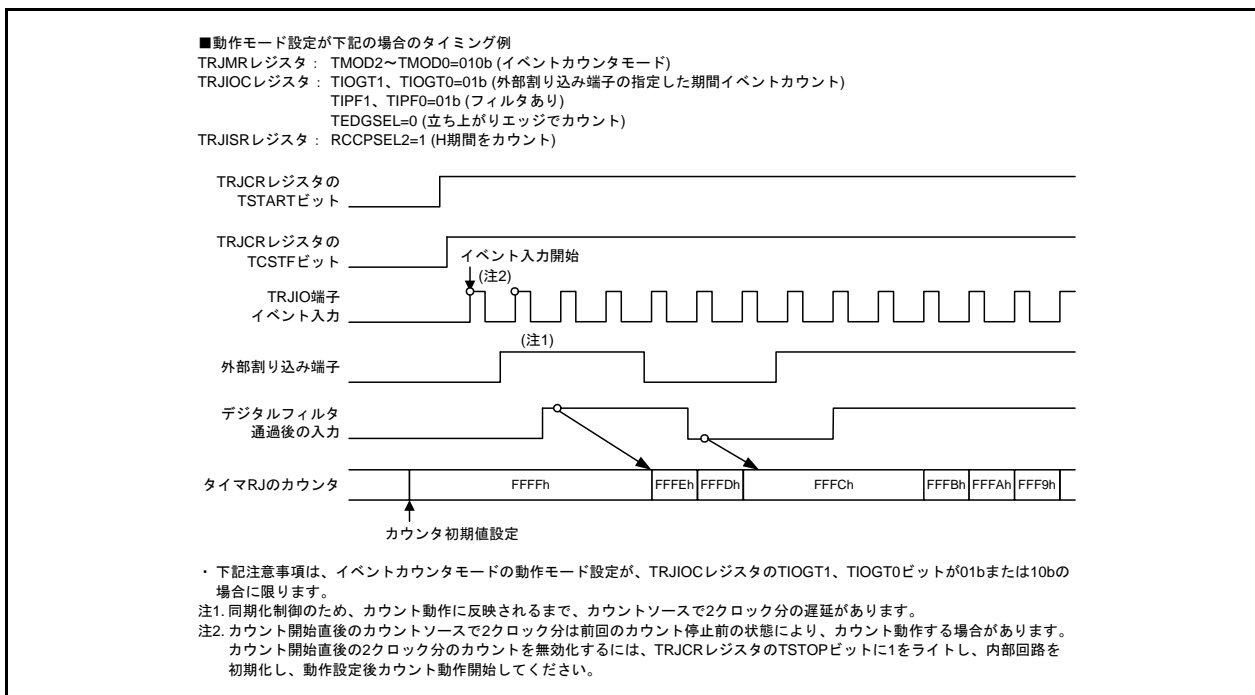 ■動作モード設定が下記の場合のタイミング例
TRJMRレジスタ： TMOD2～TMOD0=010b (イベントカウンタモード)
TRJIOCレジスタ： TIOGT1、TIOGT0=01b (外部割り込み端子の指定した期間イベントカウント)
TIPF1、TIPF0=01b (フィルタあり)
TEDGSEL=0 (立ち上がりエッジでカウント)
TRJISRレジスタ： RCCPSEL2=1 (H期間をカウント)
TRJCRレジスタの
TSTARTビット
TRJCRレジスタの
TCSTFビット
イベント入力開始
(注2)
TRJIO端子
イベント入力
(注1)
外部割り込み端子
デジタルフィルタ
通過後の入力
タイマRJのカウンタ FFFFh FFFEh FFFDh FFFCh FFFBh FFFAh FFF9h
カウンタ初期値設定
・ 下記注意事項は、イベントカウンタモードの動作モード設定が、TRJIOCレジスタのTIOGT1、TIOGT0ビットが01bまたは10bの
場合に限ります。
注1. 同期化制御のため、カウント動作に反映されるまで、カウントソースで2クロック分の遅延があります。
注2. カウント開始直後のカウントソースで2クロック分は前回のカウント停止前の状態により、カウント動作する場合があります。
カウント開始直後の2クロック分のカウントを無効化するには、TRJCRレジスタのTSTOPビットに1をライトし、内部回路を
初期化し、動作設定後カウント動作開始してください。